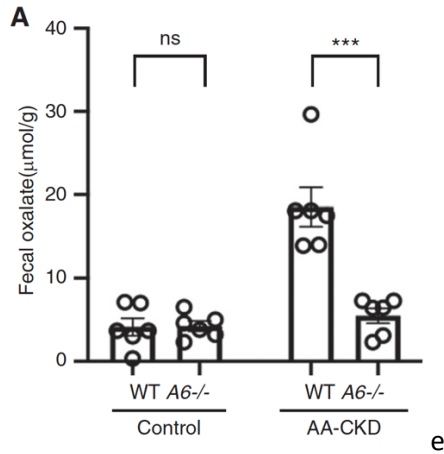 A
Fecal oxalate(μmol/g)
40
30
20
10
0
ns
***
WT A6-/- WT A6-/-
Control AA-CKD
e